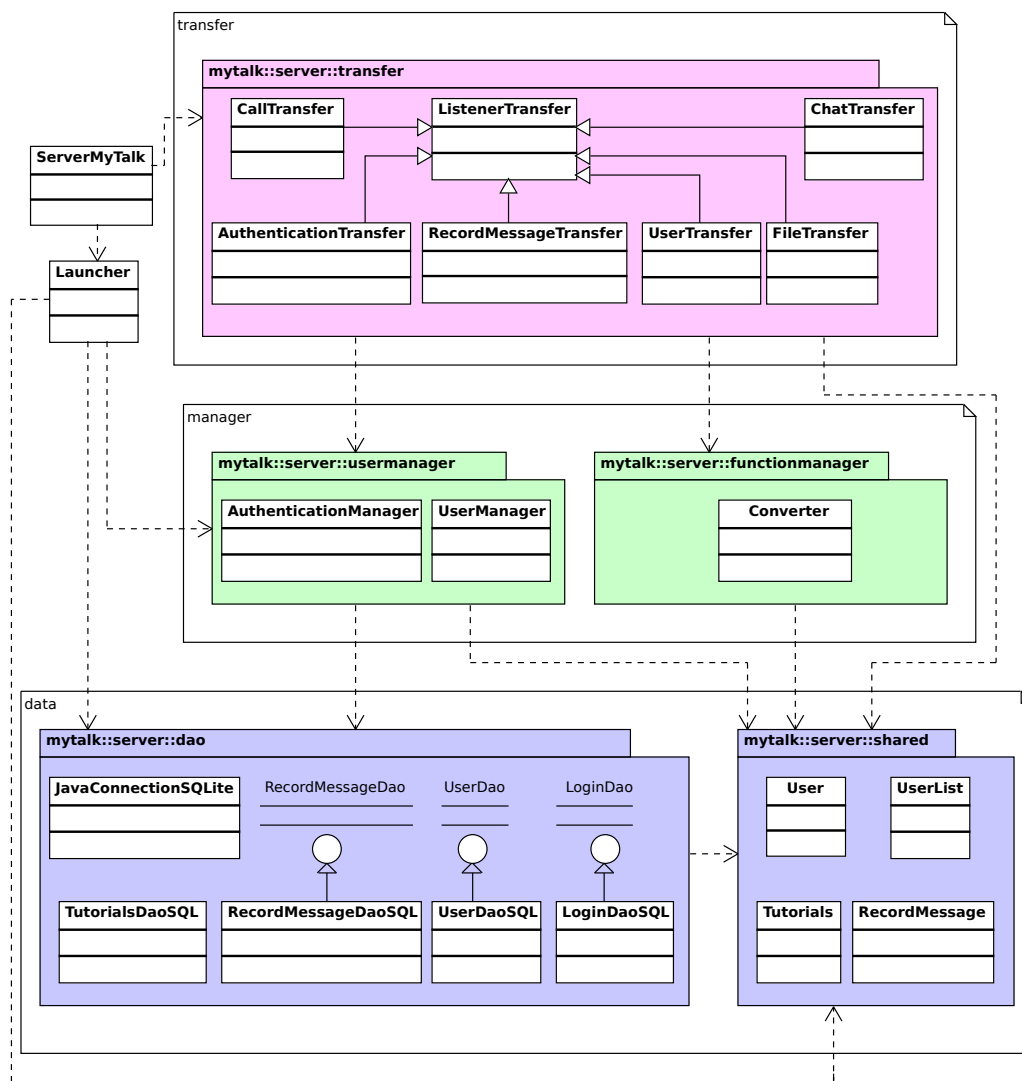 transfer
mytalk::server::transfer
CallTransfer
ListenerTransfer
ChatTransfer
ServerMyTalk
AuthenticationTransfer
RecordMessageTransfer
UserTransfer
FileTransfer
Launcher
manager
mytalk::server::usermanager
mytalk::server::functionmanager
AuthenticationManager
UserManager
Converter
data
mytalk::server::dao
mytalk::server::shared
JavaConnectionSQLite
RecordMessageDao
UserDao
LoginDao
User
UserList
TutorialsDaoSQL
RecordMessageDaoSQL
UserDaoSQL
LoginDaoSQL
Tutorials
RecordMessage